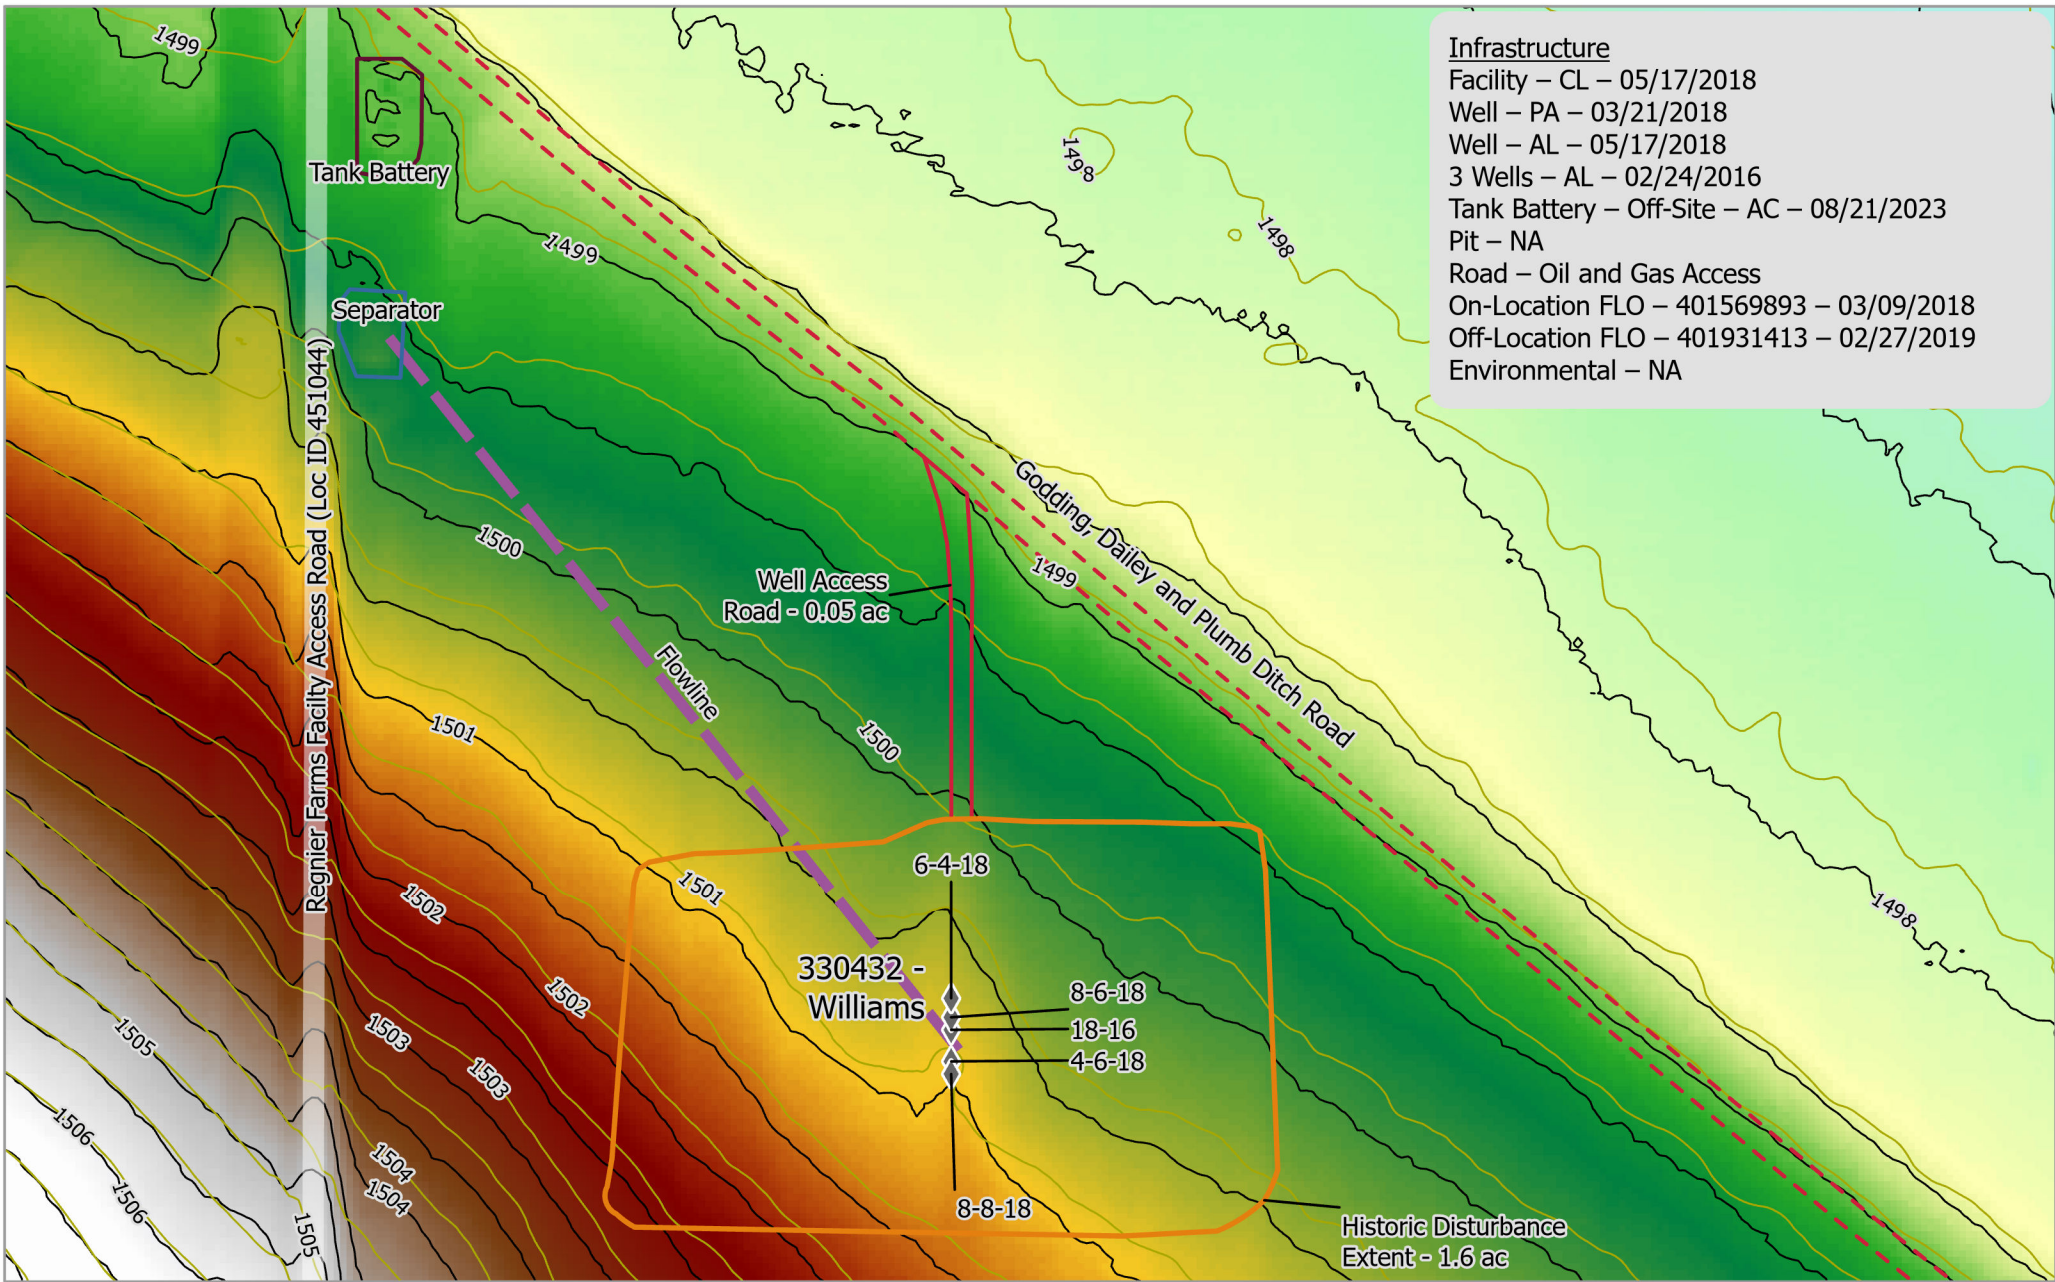 Infrastructure
Facility – CL – 05/17/2018
Well – PA – 03/21/2018
Well – AL – 05/17/2018
3 Wells – AL – 02/24/2016
Tank Battery – Off-Site – AC – 08/21/2023
Pit – NA
Road – Oil and Gas Access
On-Location FLO – 401569893 – 03/09/2018
Off-Location FLO – 401931413 – 02/27/2019
Environmental – NA
1499
1498
Tank Battery
1498
1499
Separator
Regnier Farms Facilty Access Road (Loc ID 451044)
Godding, Dailey and Plumb Ditch Road
1500
1499
Well Access
Road - 0.05 ac
Flowline
1501
1500
6-4-18
1501
1502
1498
330432 -
Williams
8-6-18
1502
18-16
1503
1505
4-6-18
1503
1506
1504
1504
1506
8-8-18
1505
Historic Disturbance
Extent - 1.6 ac